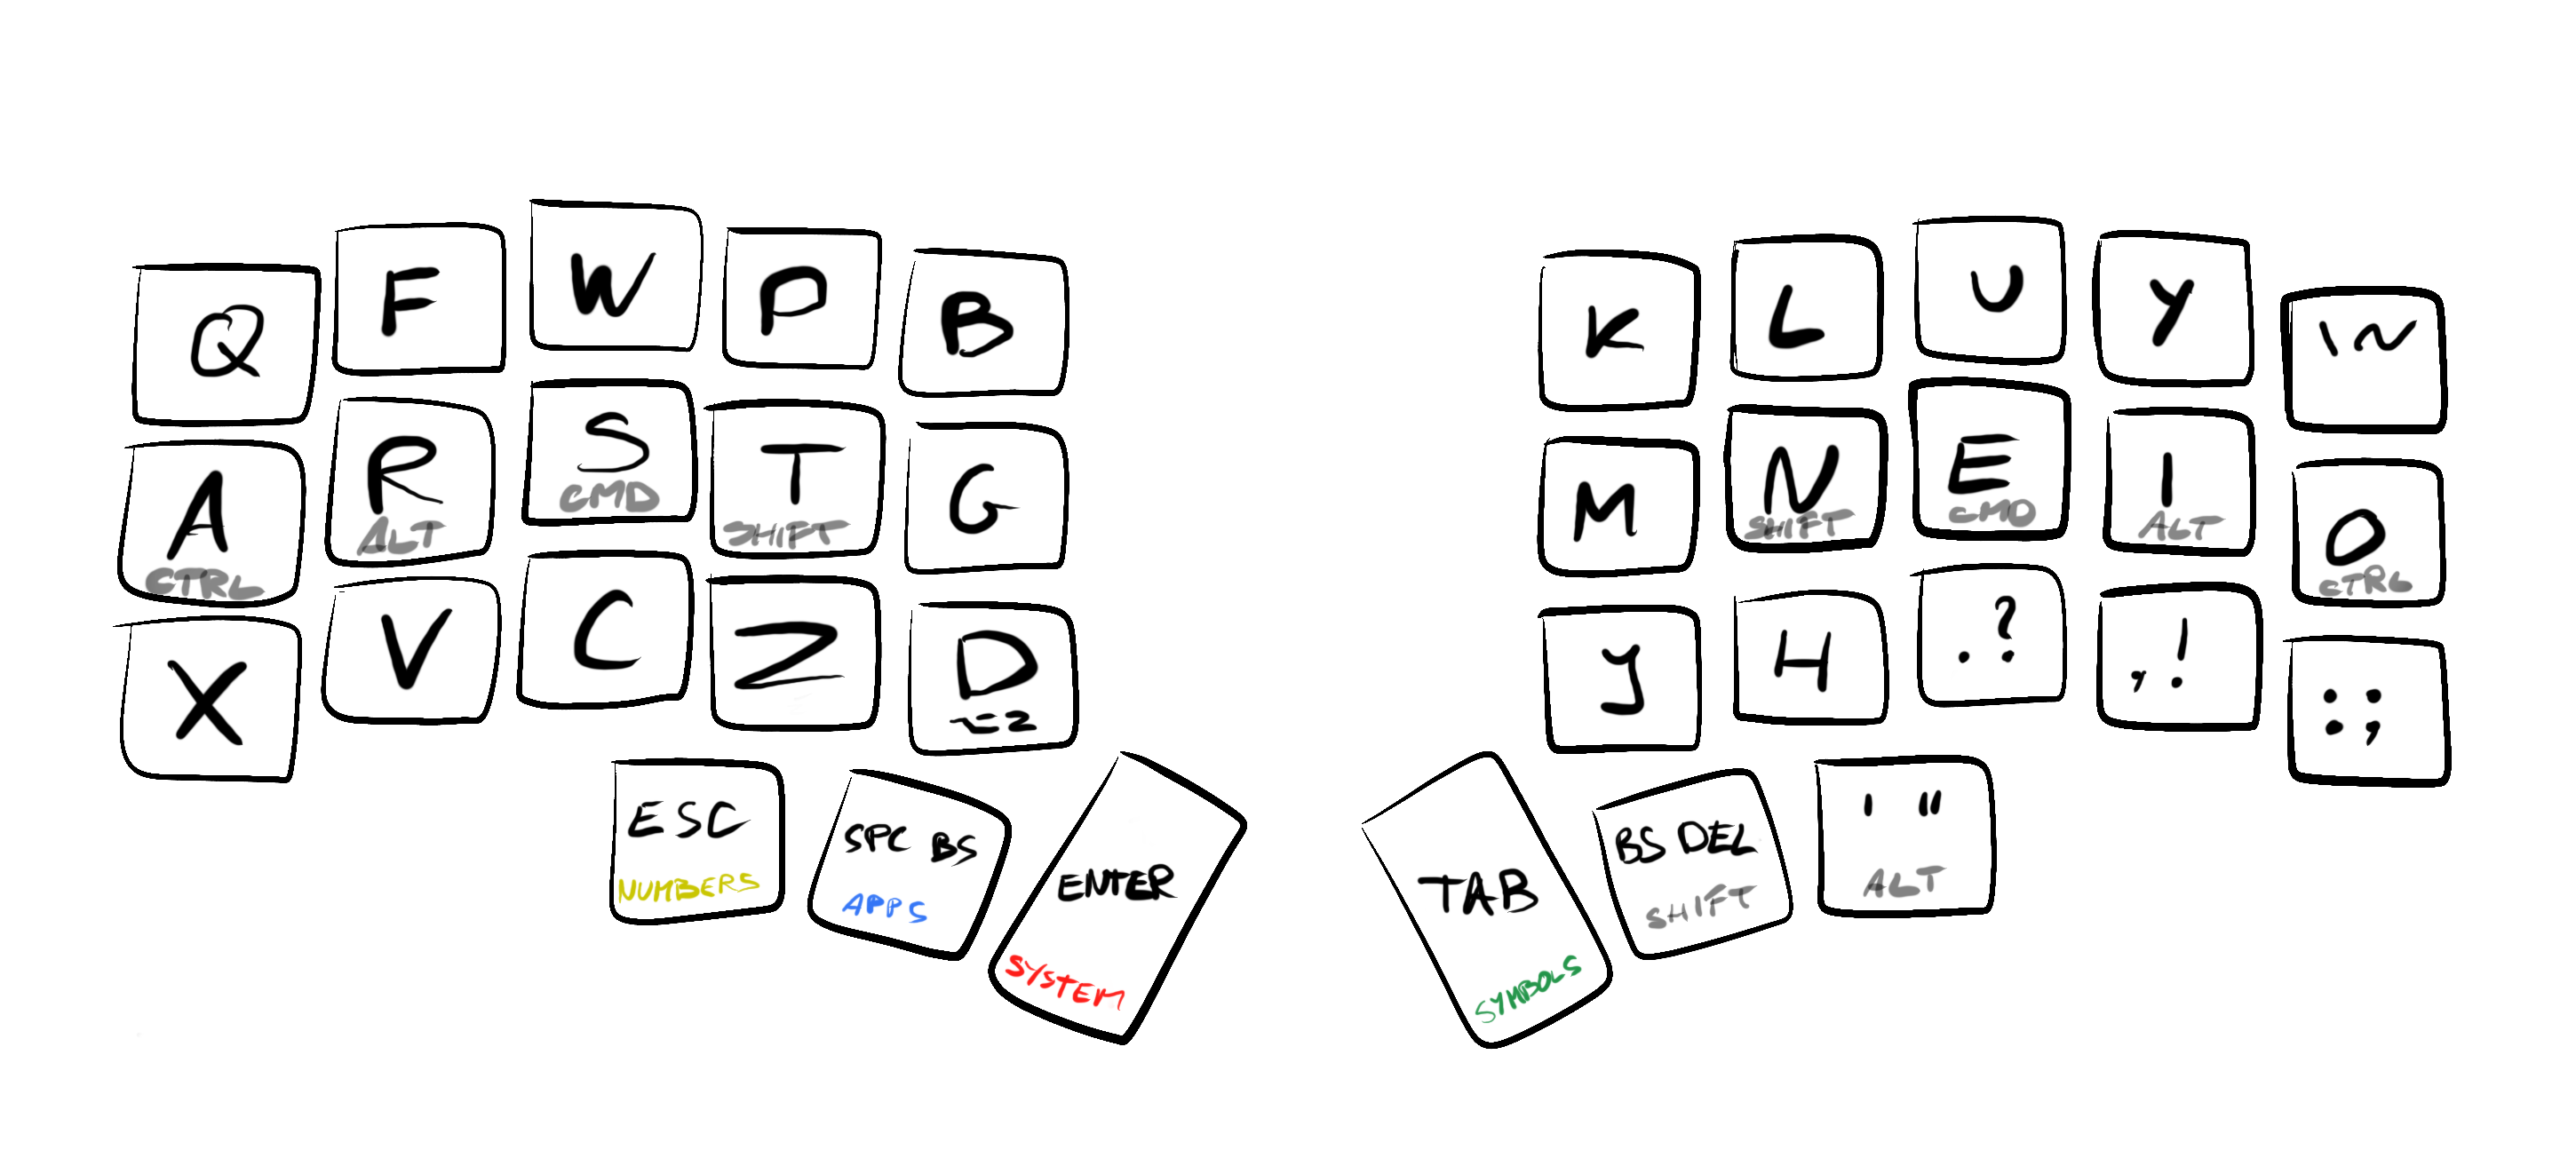 Q F W P B K L U Y ` ~
A R S T G M N E I O
CTRL ALT CMD SHIFT SHIFT CMD ALT CTRL
X V C Z D J H . ? , ! : ;
ESC SPC BS ENTER TAB BS DEL ' "
NUMBERS APPS SYSTEM SYMBOLS SHIFT ALT